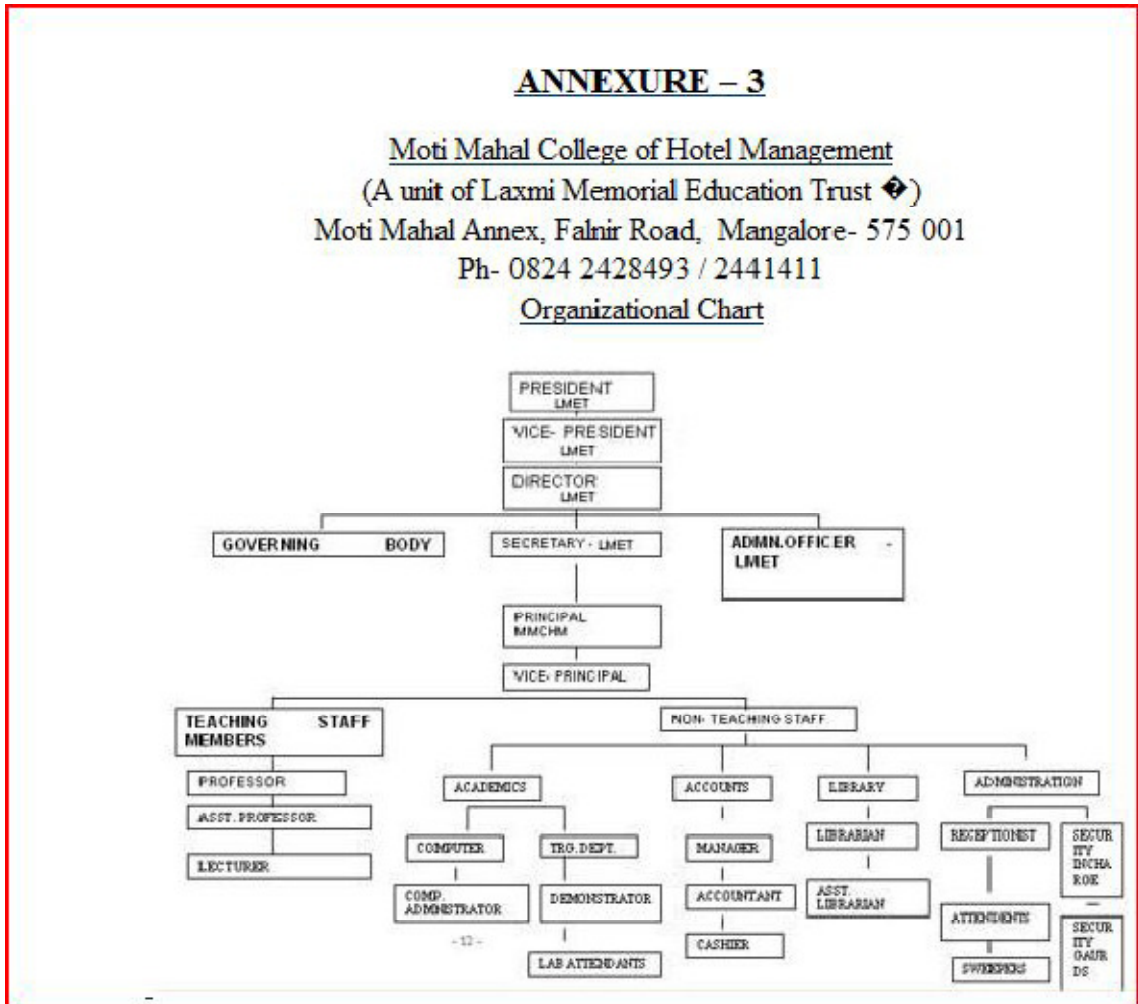 ANNEXURE – 3
Moti Mahal College of Hotel Management
(A unit of Laxmi Memorial Education Trust �)
Moti Mahal Annex, Falnir Road, Mangalore- 575 001
Ph- 0824 2428493 / 2441411
Organizational Chart
PRESIDENT
LMET
VICE- PRESIDENT
LMET
DIRECTOR
LMET
GOVERNING BODY
SECRETARY - LMET
ADMN.OFFICER -
LMET
PRINCIPAL
MMCHM
VICE- PRINCIPAL
TEACHING STAFF
MEMBERS
NON- TEACHING STAFF
PROFESSOR
ASST. PROFESSOR
LECTURER
ACADEMICS
ACCOUNTS
LIBRARY
ADMINISTRATION
COMPUTER
TRG. DEPT.
MANAGER
LIBRARIAN
RECEPTIONIST
SECUR
ITY
INCHA
ROE
COMP.
ADMINISTRATOR
DEMONSTRATOR
ACCOUNTANT
ASST.
LIBRARIAN
ATTENDENTS
SECUR
ITY
GAUR
DS
- 12 -
LAB ATTENDANTS
CASHIER
SWEEPERS